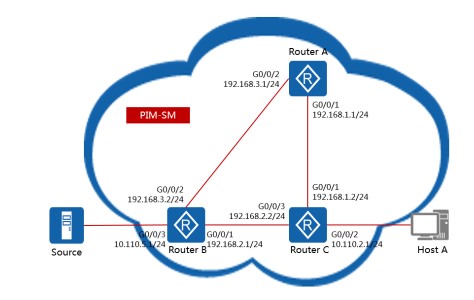 Router A
G0/0/2
192.168.3.1/24
R
G0/0/1
192.168.1.1/24
PIM-SM
G0/0/2
192.168.3.2/24
G0/0/1
192.168.1.2/24
G0/0/3
192.168.2.2/24
R
R
G0/0/3
10.110.5.1/24
G0/0/1
192.168.2.1/24
G0/0/2
10.110.2.1/24
Source
Router B
Router C
Host A